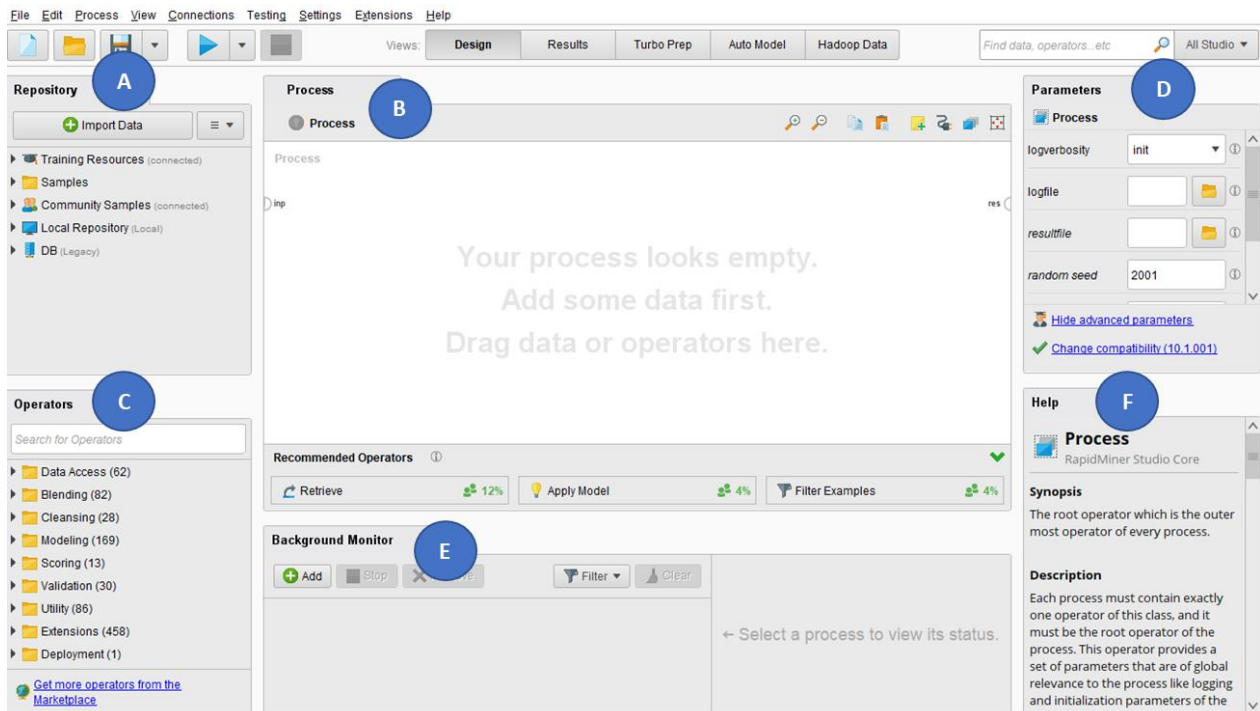 File Edit Process View Connections Testing Settings Extensions Help
Views: Design Results Turbo Prep Auto Model Hadoop Data
Find data, operators...etc
All Studio
Repository
A
Import Data
Training Resources (connected)
Samples
Community Samples (connected)
Local Repository (Local)
DB (Legacy)
Operators
C
Search for Operators
Data Access (62)
Blending (82)
Cleansing (28)
Modeling (169)
Scoring (13)
Validation (30)
Utility (86)
Extensions (458)
Deployment (1)
Get more operators from the
Marketplace
Process
B
Process
Process
inp
res
Your process looks empty.
Add some data first.
Drag data or operators here.
Recommended Operators
Retrieve 12%
Apply Model 4%
Filter Examples 4%
Background Monitor
E
Add Stop Filter Clear
← Select a process to view its status.
Parameters
D
Process
logverbosity init
logfile
resultfile
random seed 2001
Hide advanced parameters
Change compatibility (10.1.001)
Help
F
Process
RapidMiner Studio Core
Synopsis
The root operator which is the outer
most operator of every process.
Description
Each process must contain exactly
one operator of this class, and it
must be the root operator of the
process. This operator provides a
set of parameters that are of global
relevance to the process like logging
and initialization parameters of the